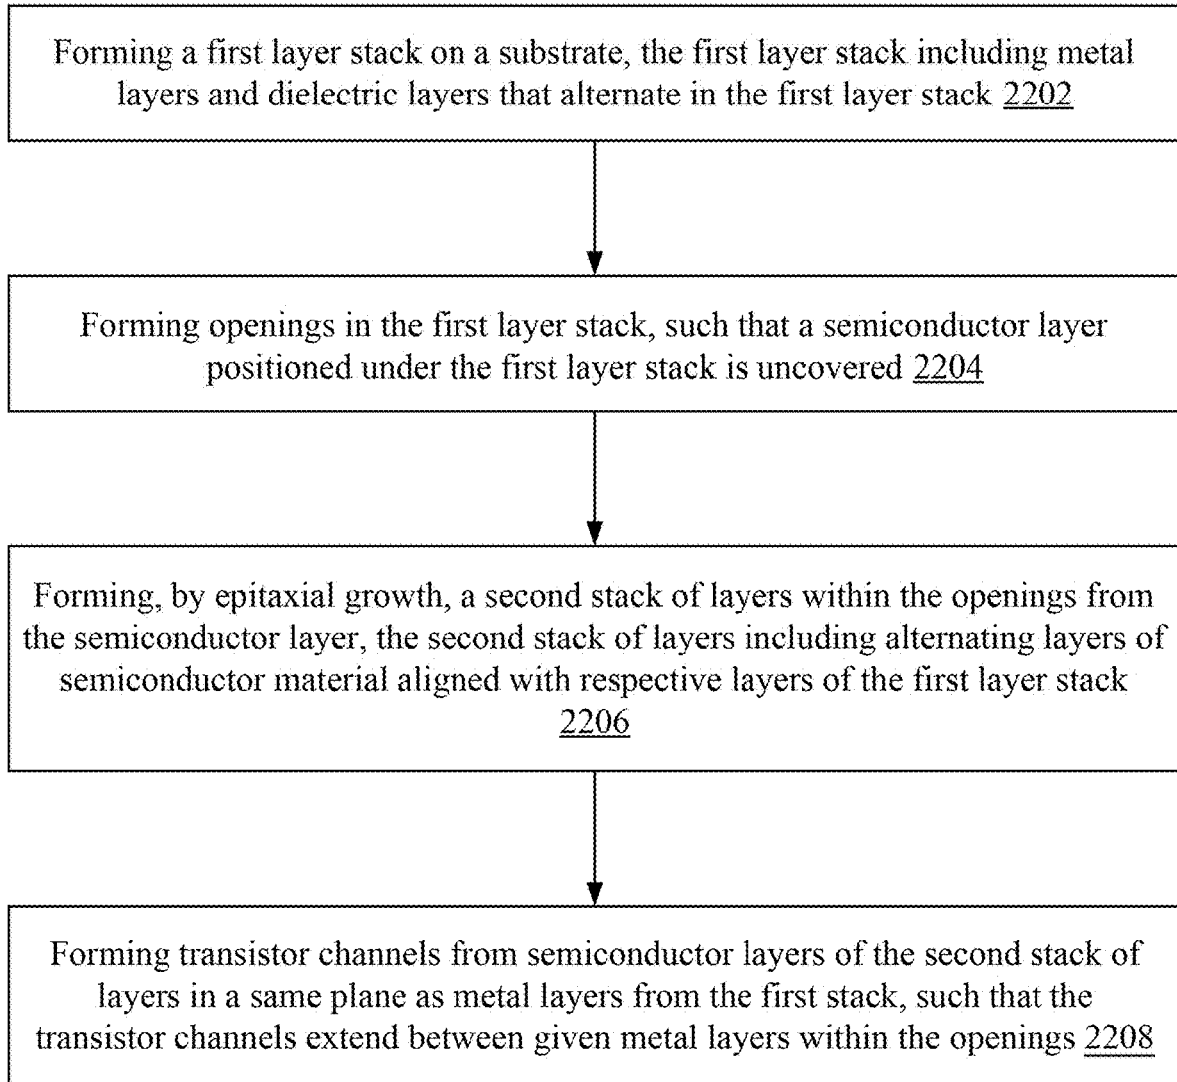 Forming a first layer stack on a substrate, the first layer stack including metal
layers and dielectric layers that alternate in the first layer stack 2202
Forming openings in the first layer stack, such that a semiconductor layer
positioned under the first layer stack is uncovered 2204
Forming, by epitaxial growth, a second stack of layers within the openings from
the semiconductor layer, the second stack of layers including alternating layers of
semiconductor material aligned with respective layers of the first layer stack
2206
Forming transistor channels from semiconductor layers of the second stack of
layers in a same plane as metal layers from the first stack, such that the
transistor channels extend between given metal layers within the openings 2208